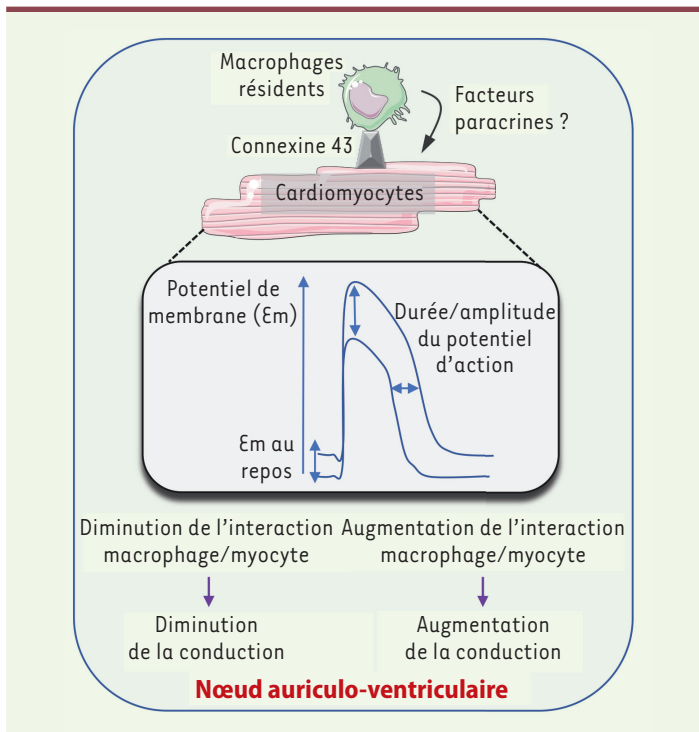 Macrophages
résidents
Facteurs
paracrines ?
Connexine 43
Cardiomyocytes
Potentiel de
membrane (Em)
Durée/amplitude
du potentiel
d'action
Em au
repos
Diminution de l'interaction
macrophage/myocyte
Augmentation de l'interaction
macrophage/myocyte
Diminution
de la conduction
Augmentation
de la conduction
Nœud auriculo-ventriculaire